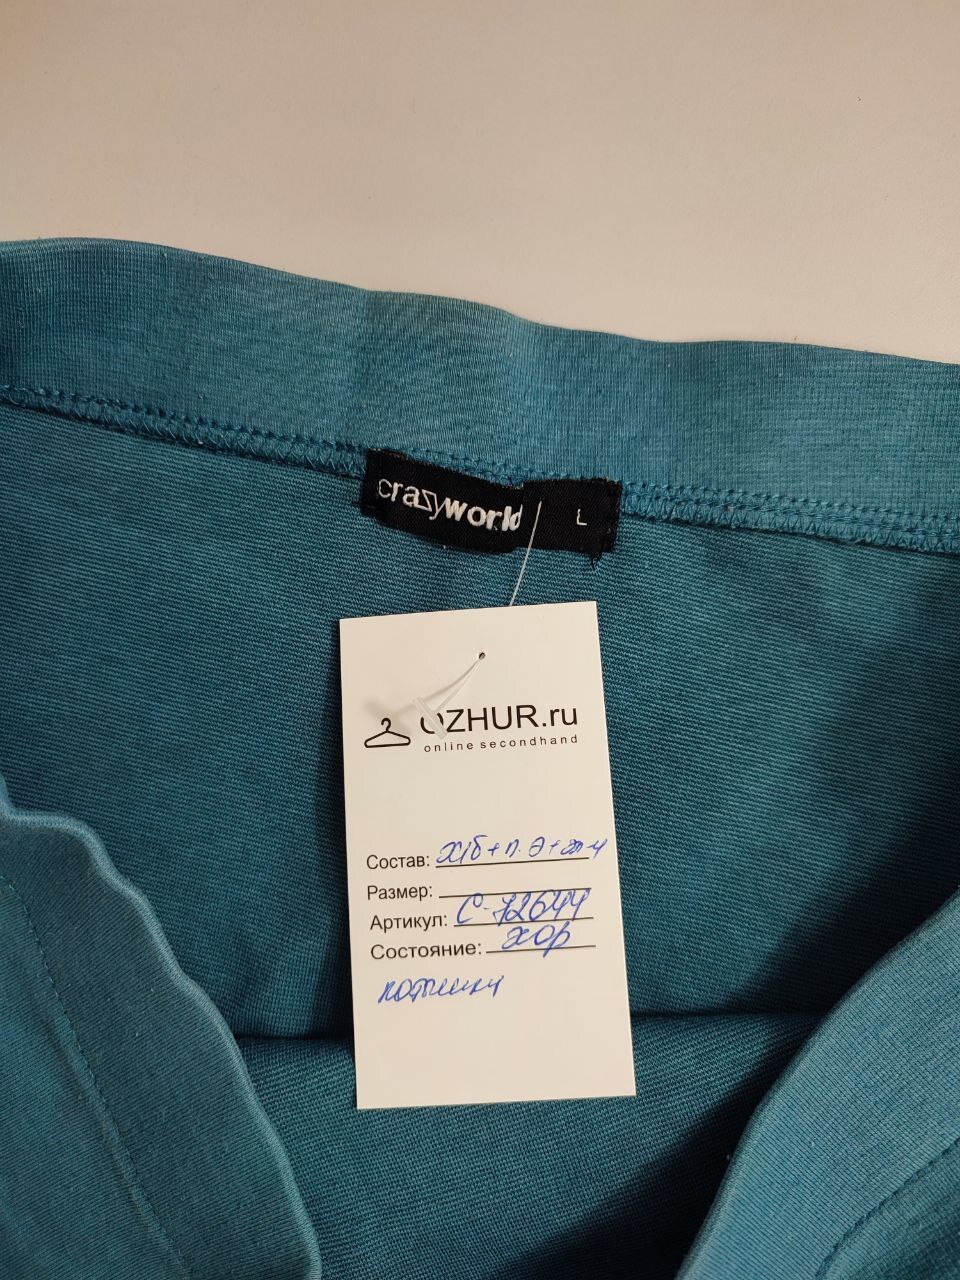 crazyworld
L
OZHUR.ru
online secondhand
Состав: х/б + п.э + эл-н
Размер:
Артикул: С-72644
Состояние: хор
катышки